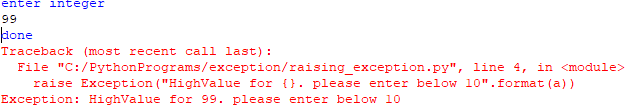 enter integer
99
done
Traceback (most recent call last):
  File "C:/PythonPrograms/exception/raising_exception.py", line 4, in <module>
    raise Exception("HighValue for {}. please enter below 10".format(a))
Exception: HighValue for 99. please enter below 10